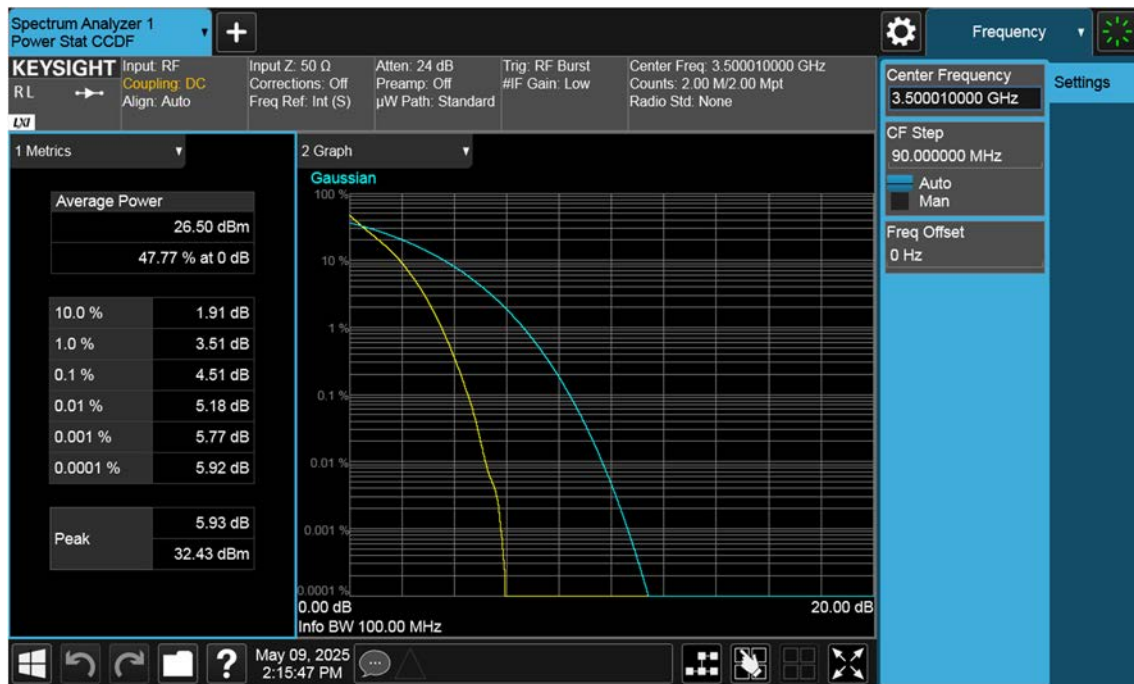 Spectrum Analyzer 1
Power Stat CCDF
Frequency
KEYSIGHT
RL
LXI
Input: RF
Coupling: DC
Align: Auto
Input Z: 50 Ω
Corrections: Off
Freq Ref: Int (S)
Atten: 24 dB
Preamp: Off
µW Path: Standard
Trig: RF Burst
#IF Gain: Low
Center Freq: 3.500010000 GHz
Counts: 2.00 M/2.00 Mpt
Radio Std: None
Center Frequency
3.500010000 GHz
Settings
CF Step
90.000000 MHz
Auto
Man
Freq Offset
0 Hz
1 Metrics
Average Power
26.50 dBm
47.77 % at 0 dB
10.0 % 1.91 dB
1.0 % 3.51 dB
0.1 % 4.51 dB
0.01 % 5.18 dB
0.001 % 5.77 dB
0.0001 % 5.92 dB
Peak
5.93 dB
32.43 dBm
2 Graph
Gaussian
100 %
10 %
1 %
0.1 %
0.01 %
0.001 %
0.0001 %
0.00 dB 20.00 dB
Info BW 100.00 MHz
?
May 09, 2025
2:15:47 PM